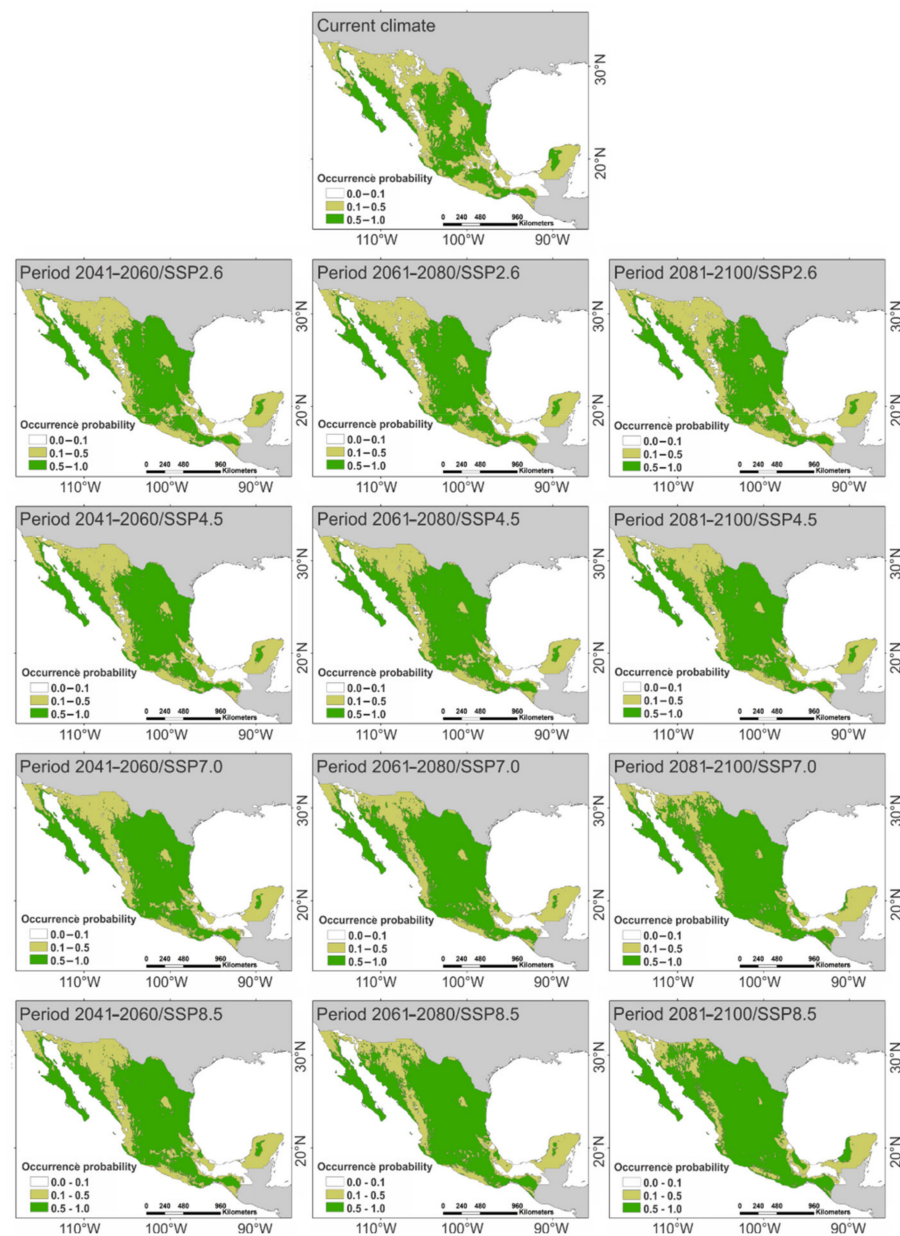 Current climate
30°N
20°N
Occurrence probability
0.0–0.1
0.1–0.5
0.5–1.0
0 240 480 960
Kilometers
110°W 100°W 90°W
Period 2041–2060/SSP2.6
30°N
20°N
Occurrence probability
0.0–0.1
0.1–0.5
0.5–1.0
0 240 480 960
Kilometers
110°W 100°W 90°W
Period 2061–2080/SSP2.6
30°N
20°N
Occurrence probability
0.0–0.1
0.1–0.5
0.5–1.0
0 240 480 960
Kilometers
100°W 90°W
Period 2081–2100/SSP2.6
30°N
20°N
Occurrence probability
0.0–0.1
0.1–0.5
0.5–1.0
0 240 480 960
Kilometers
110°W 100°W 90°W
Period 2041–2060/SSP4.5
30°N
20°N
Occurrence probability
0.0–0.1
0.1–0.5
0.5–1.0
0 240 480 960
Kilometers
110°W 100°W 90°W
Period 2061–2080/SSP4.5
30°N
20°N
Occurrence probability
0.0–0.1
0.1–0.5
0.5–1.0
0 240 480 960
Kilometers
110°W 100°W 90°W
Period 2081–2100/SSP4.5
30°N
20°N
Occurrence probability
0.0–0.1
0.1–0.5
0.5–1.0
0 240 480 960
Kilometers
110°W 100°W 90°W
Period 2041–2060/SSP7.0
30°N
20°N
Occurrence probability
0.0–0.1
0.1–0.5
0.5–1.0
0 240 480 960
Kilometers
110°W 100°W 90°W
Period 2061–2080/SSP7.0
30°N
20°N
Occurrence probability
0.0–0.1
0.1–0.5
0.5–1.0
0 240 480 960
Kilometers
110°W 100°W 90°W
Period 2081–2100/SSP7.0
30°N
20°N
Occurrence probability
0.0–0.1
0.1–0.5
0.5–1.0
0 240 480 960
Kilometers
110°W 100°W 90°W
Period 2041–2060/SSP8.5
30°N
20°N
Occurrence probability
0.0 - 0.1
0.1 - 0.5
0.5 - 1.0
0 240 480 960
Kilometers
110°W 100°W 90°W
Period 2061–2080/SSP8.5
30°N
20°N
Occurrence probability
0.0 - 0.1
0.1 - 0.5
0.5 - 1.0
0 240 480 960
Kilometers
110°W 100°W 90°W
Period 2081–2100/SSP8.5
30°N
20°N
Occurrence probability
0.0 - 0.1
0.1 - 0.5
0.5 - 1.0
0 240 480 960
Kilometers
110°W 100°W 90°W